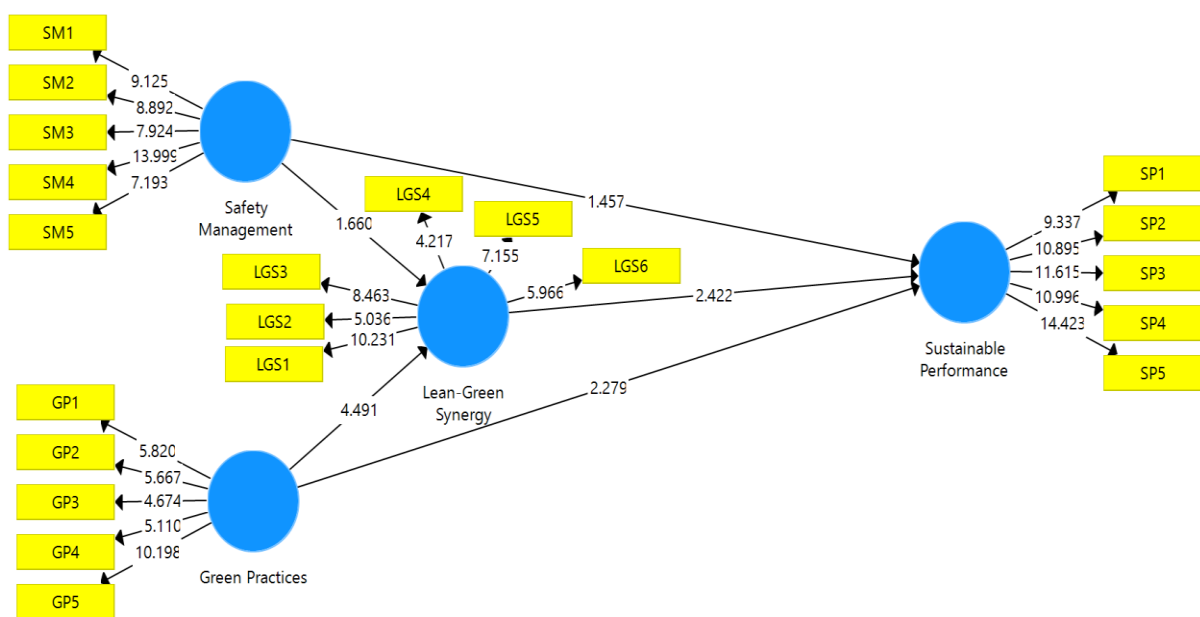 SM1
SM2
SM3
SM4
SM5
9.125
8.892
7.924
13.999
7.193
Safety
Management
1.457
1.660
LGS4
LGS5
LGS6
LGS3
LGS2
LGS1
4.217
7.155
5.966
8.463
5.036
10.231
Lean-Green
Synergy
2.422
2.279
4.491
GP1
GP2
GP3
GP4
GP5
5.820
5.667
4.674
5.110
10.198
Green Practices
SP1
SP2
SP3
SP4
SP5
9.337
10.895
11.615
10.996
14.423
Sustainable
Performance